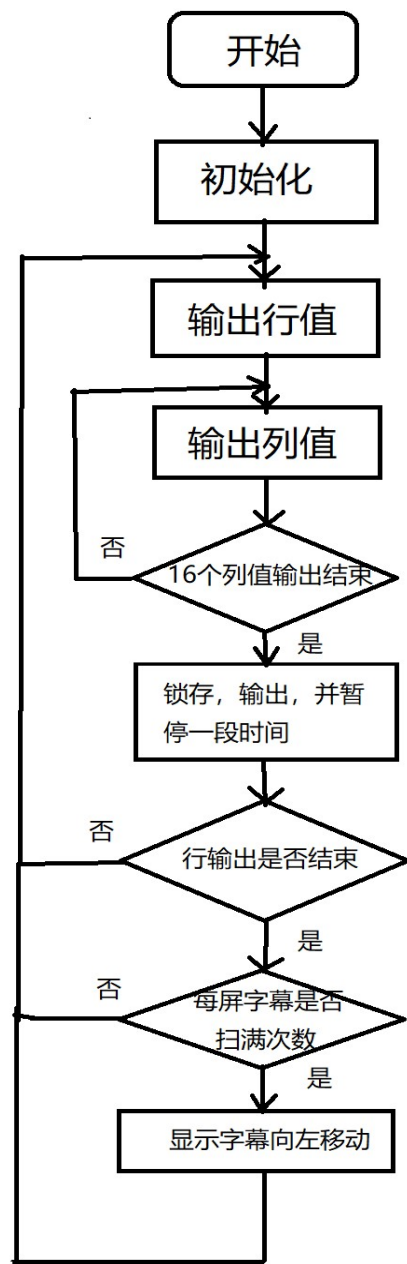 开始
初始化
输出行值
输出列值
否
16个列值输出结束
是
锁存，输出，并暂
停一段时间
否
行输出是否结束
是
否
每屏字幕是否
扫满次数
是
显示字幕向左移动